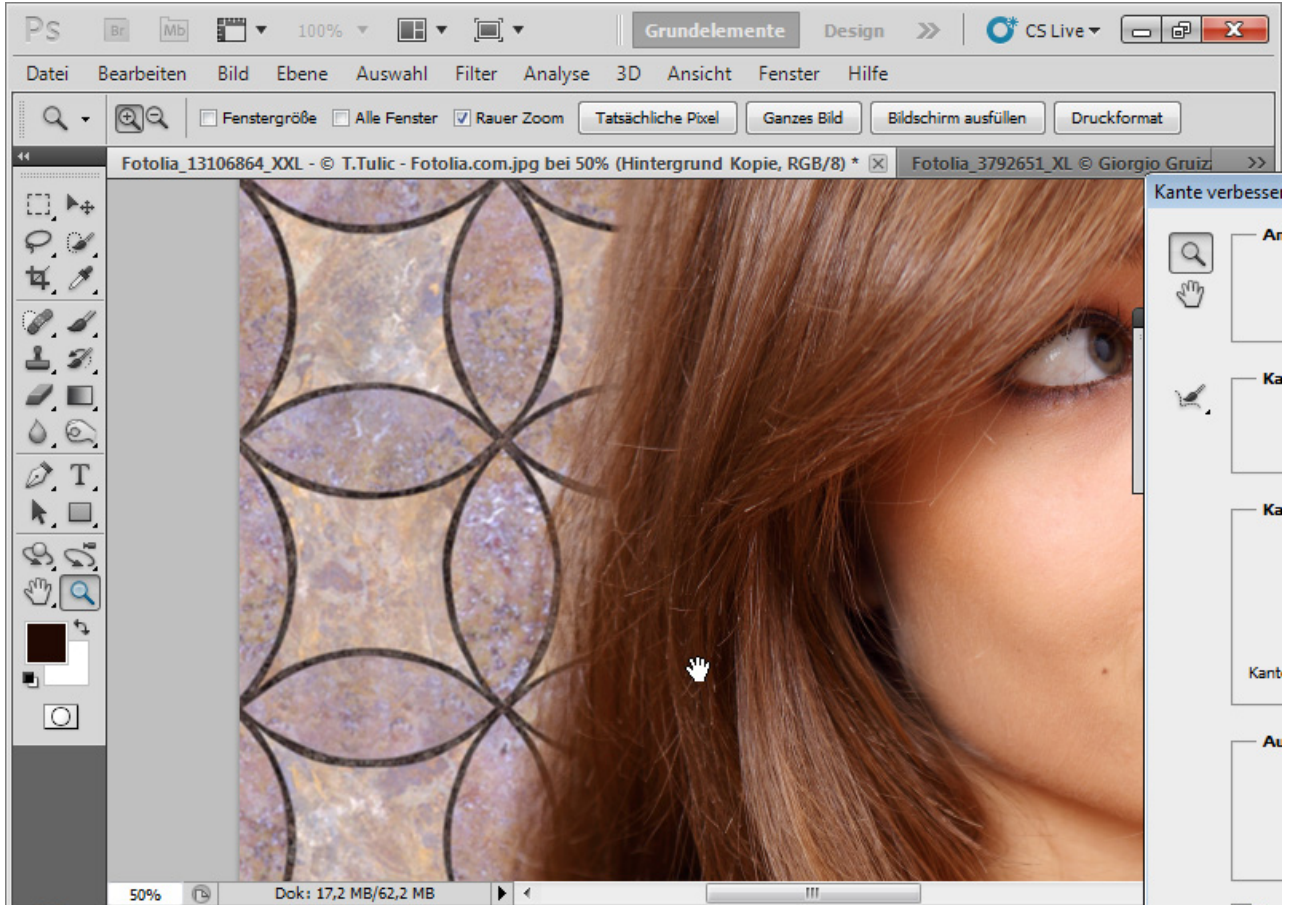 Ps Br Mb 100% Grundelemente Design CS Live
Datei Bearbeiten Bild Ebene Auswahl Filter Analyse 3D Ansicht Fenster Hilfe
Fenstergröße Alle Fenster Rauer Zoom Tatsächliche Pixel Ganzes Bild Bildschirm ausfüllen Druckformat
Fotolia_13106864_XXL - © T.Tulic - Fotolia.com.jpg bei 50% (Hintergrund Kopie, RGB/8) * Fotolia_3792651_XL © Giorgio Gruiz
Kante verbesser
Ar
Ka
Ka
T
Kante
Au
50% Dok: 17,2 MB/62,2 MB